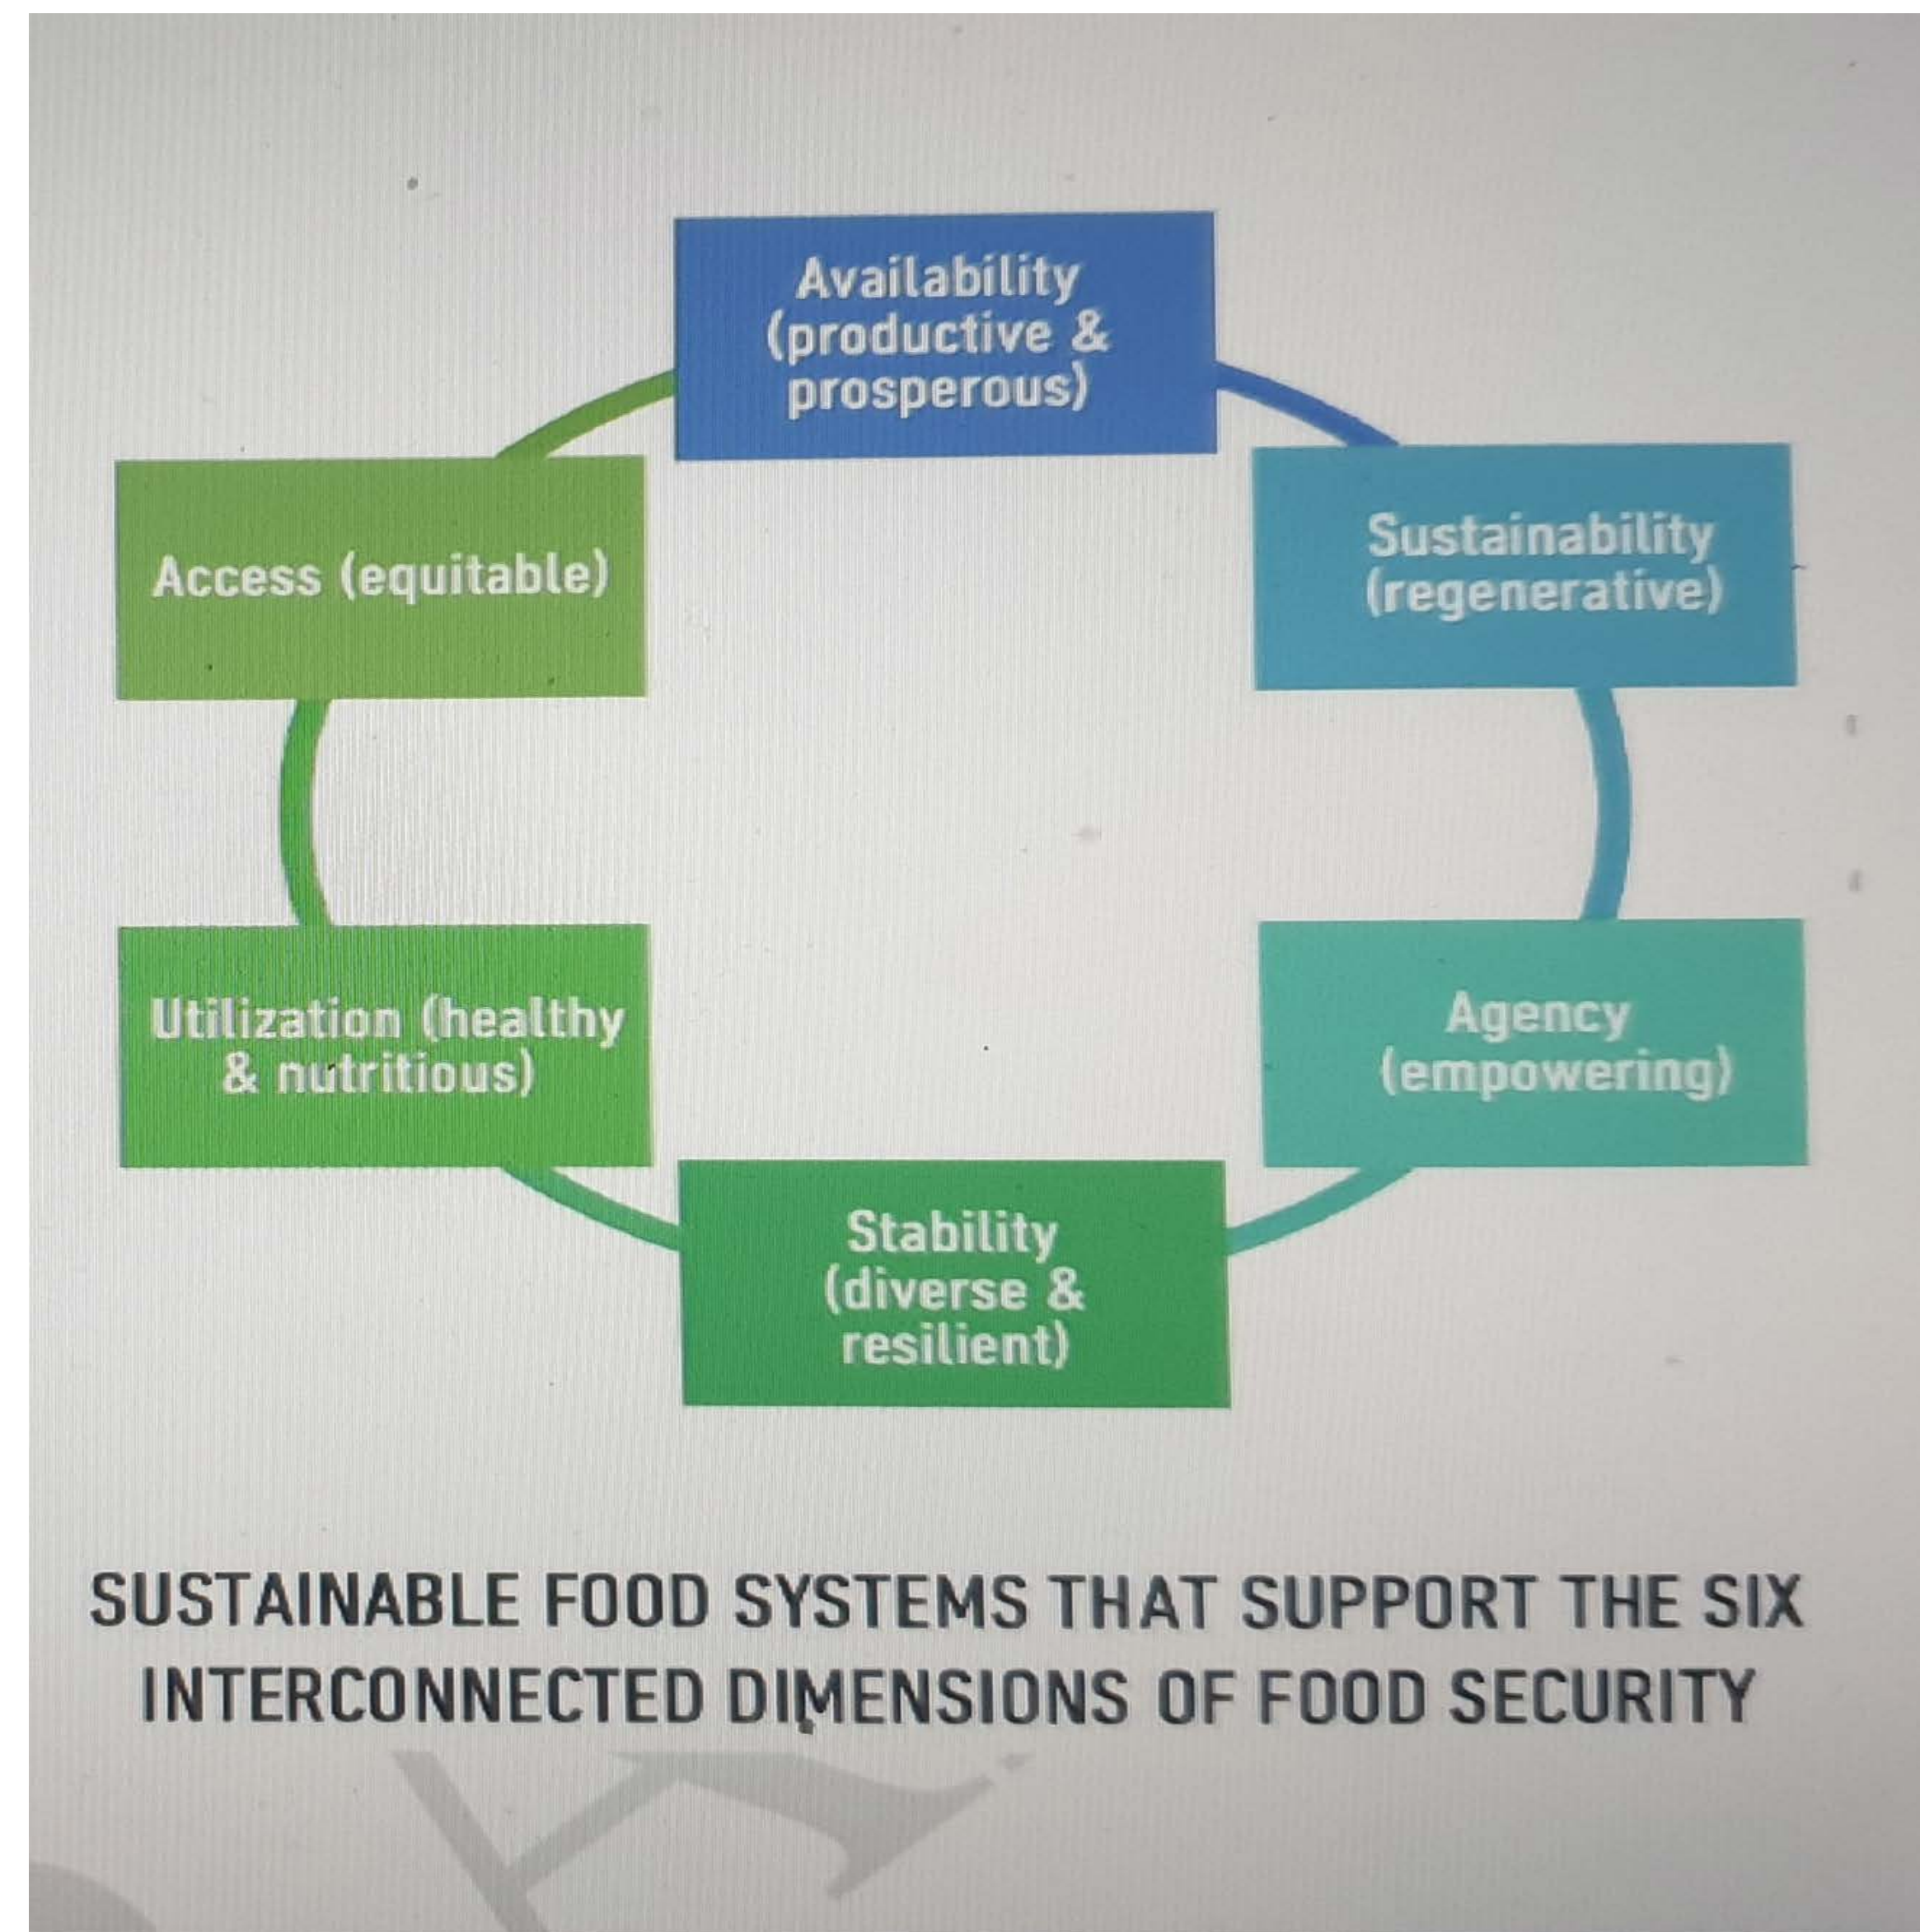 Availability
(productive &
prosperous)
Access (equitable)
Sustainability
(regenerative)
Utilization (healthy
& nutritious)
Agency
(empowering)
Stability
(diverse &
resilient)
SUSTAINABLE FOOD SYSTEMS THAT SUPPORT THE SIX
INTERCONNECTED DIMENSIONS OF FOOD SECURITY